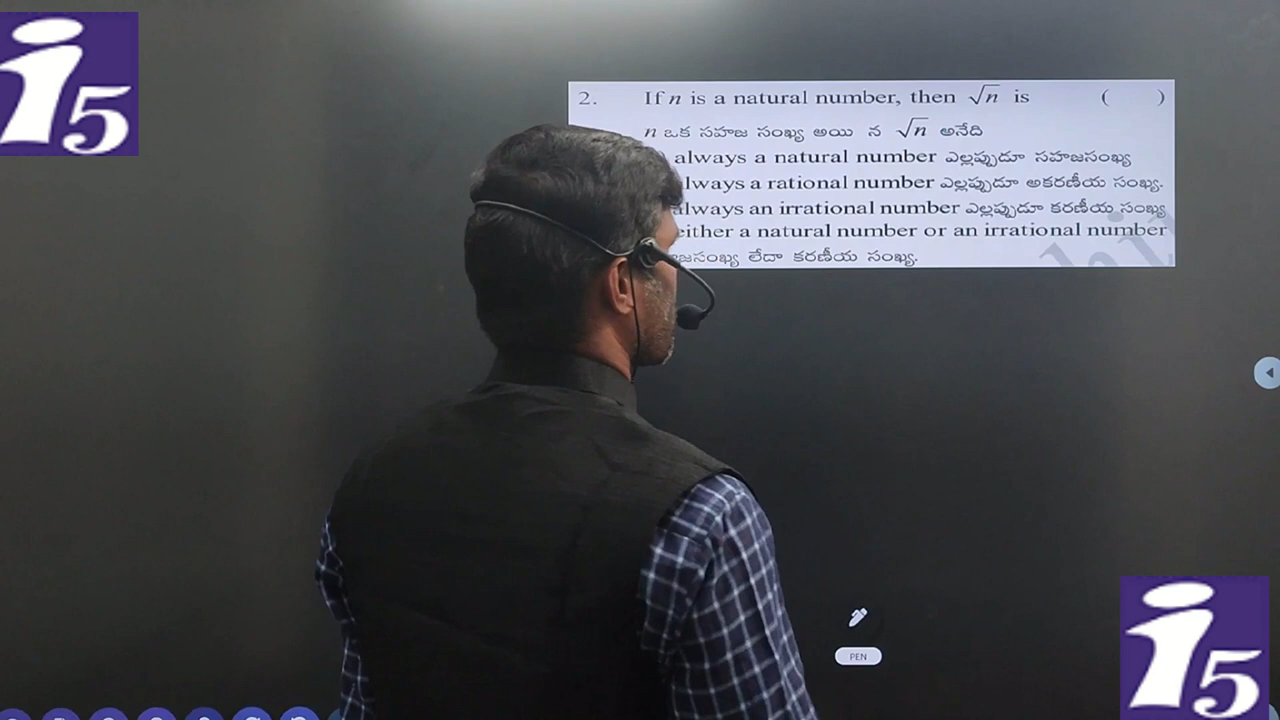 i5
2. If n is a natural number, then √n is ( )
n ఒక సహజ సంఖ్య అయి న √n అనేది
always a natural number ఎల్లప్పుడూ సహజసంఖ్య
always a rational number ఎల్లప్పుడూ అకరణీయ సంఖ్య.
always an irrational number ఎల్లప్పుడూ కరణీయ సంఖ్య
either a natural number or an irrational number
సంఖ్య లేదా కరణీయ సంఖ్య.
PEN
i5